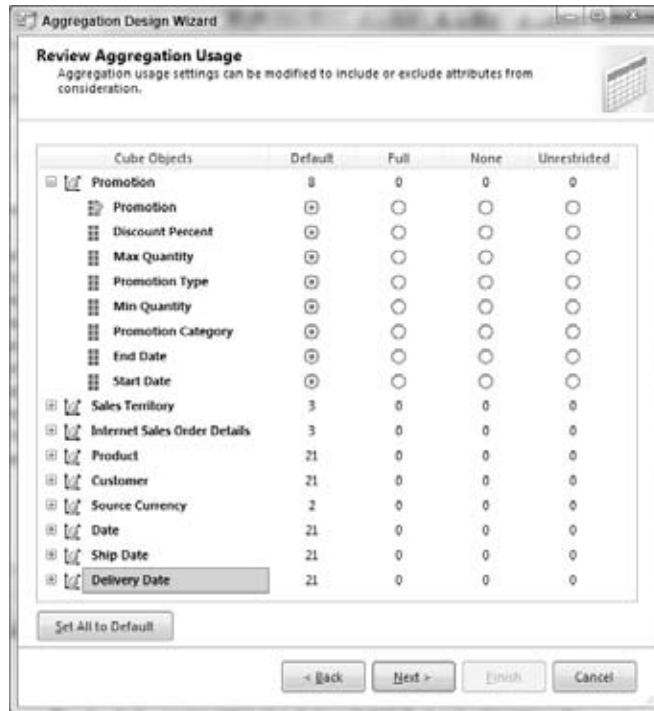 Aggregation Design Wizard
Review Aggregation Usage
Aggregation usage settings can be modified to include or exclude attributes from
consideration.
Cube Objects Default Full None Unrestricted
Promotion 8 0 0 0
Promotion
Discount Percent
Max Quantity
Promotion Type
Min Quantity
Promotion Category
End Date
Start Date
Sales Territory 3 0 0 0
Internet Sales Order Details 3 0 0 0
Product 21 0 0 0
Customer 21 0 0 0
Source Currency 2 0 0 0
Date 21 0 0 0
Ship Date 21 0 0 0
Delivery Date 21 0 0 0
Set All to Default
< Back Next > Finish Cancel